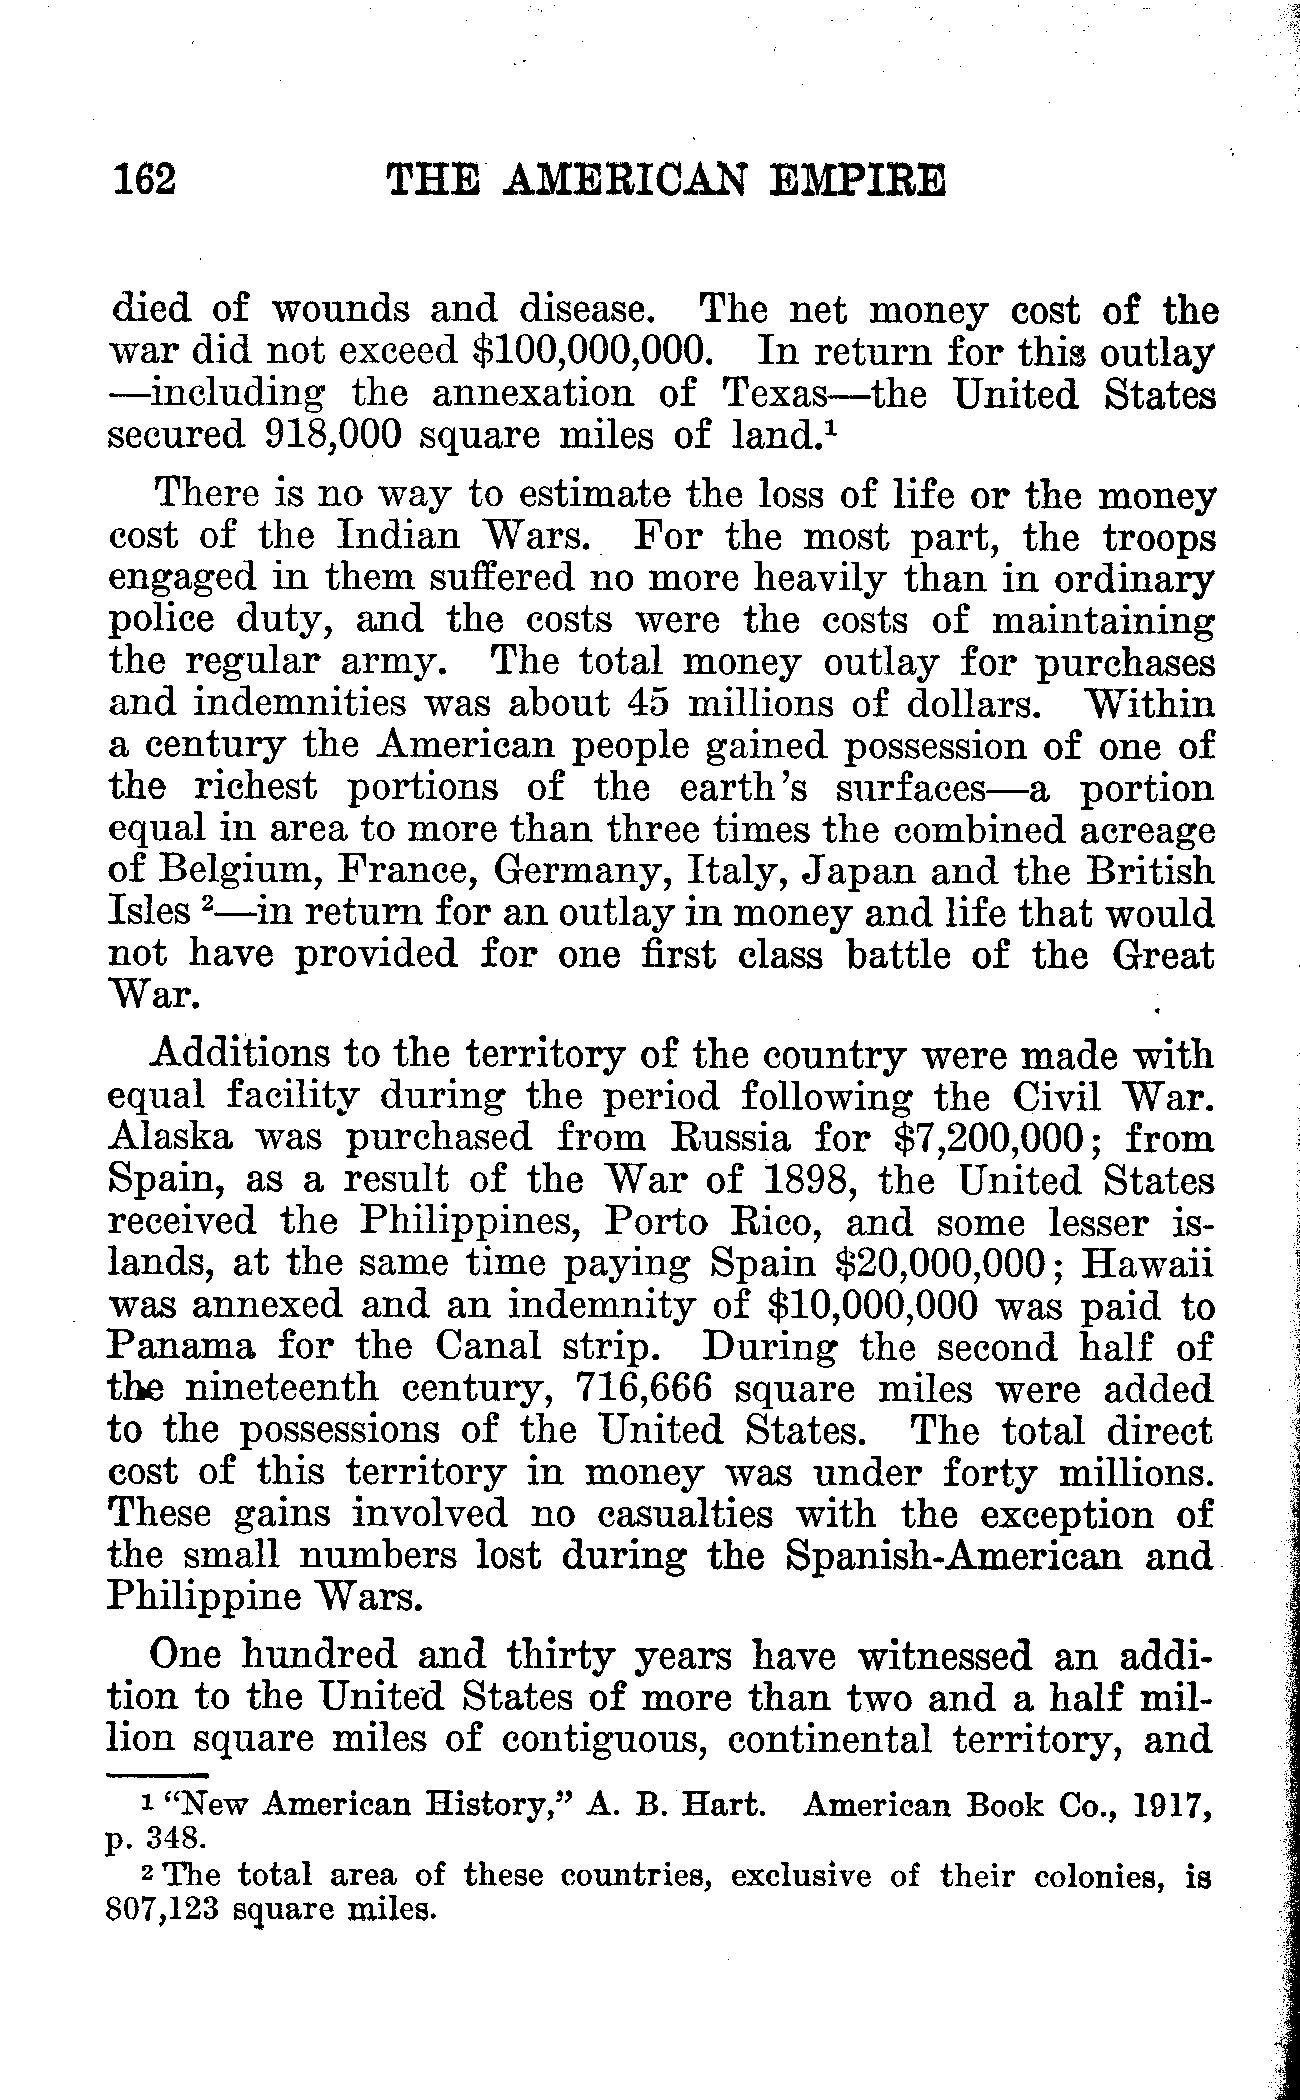 162 THE AMERICAN EMPIRE
died of wounds and disease. The net money cost of the
war did not exceed $100,000,000. In return for this outlay
—including the annexation of Texas—the United States
secured 918,000 square miles of land.¹
There is no way to estimate the loss of life or the money
cost of the Indian Wars. For the most part, the troops
engaged in them suffered no more heavily than in ordinary
police duty, and the costs were the costs of maintaining
the regular army. The total money outlay for purchases
and indemnities was about 45 millions of dollars. Within
a century the American people gained possession of one of
the richest portions of the earth's surfaces—a portion
equal in area to more than three times the combined acreage
of Belgium, France, Germany, Italy, Japan and the British
Isles ²—in return for an outlay in money and life that would
not have provided for one first class battle of the Great
War.
Additions to the territory of the country were made with
equal facility during the period following the Civil War.
Alaska was purchased from Russia for $7,200,000; from
Spain, as a result of the War of 1898, the United States
received the Philippines, Porto Rico, and some lesser is-
lands, at the same time paying Spain $20,000,000; Hawaii
was annexed and an indemnity of $10,000,000 was paid to
Panama for the Canal strip. During the second half of
the nineteenth century, 716,666 square miles were added
to the possessions of the United States. The total direct
cost of this territory in money was under forty millions.
These gains involved no casualties with the exception of
the small numbers lost during the Spanish-American and
Philippine Wars.
One hundred and thirty years have witnessed an addi-
tion to the United States of more than two and a half mil-
lion square miles of contiguous, continental territory, and
¹ "New American History," A. B. Hart. American Book Co., 1917,
p. 348.
² The total area of these countries, exclusive of their colonies, is
807,123 square miles.